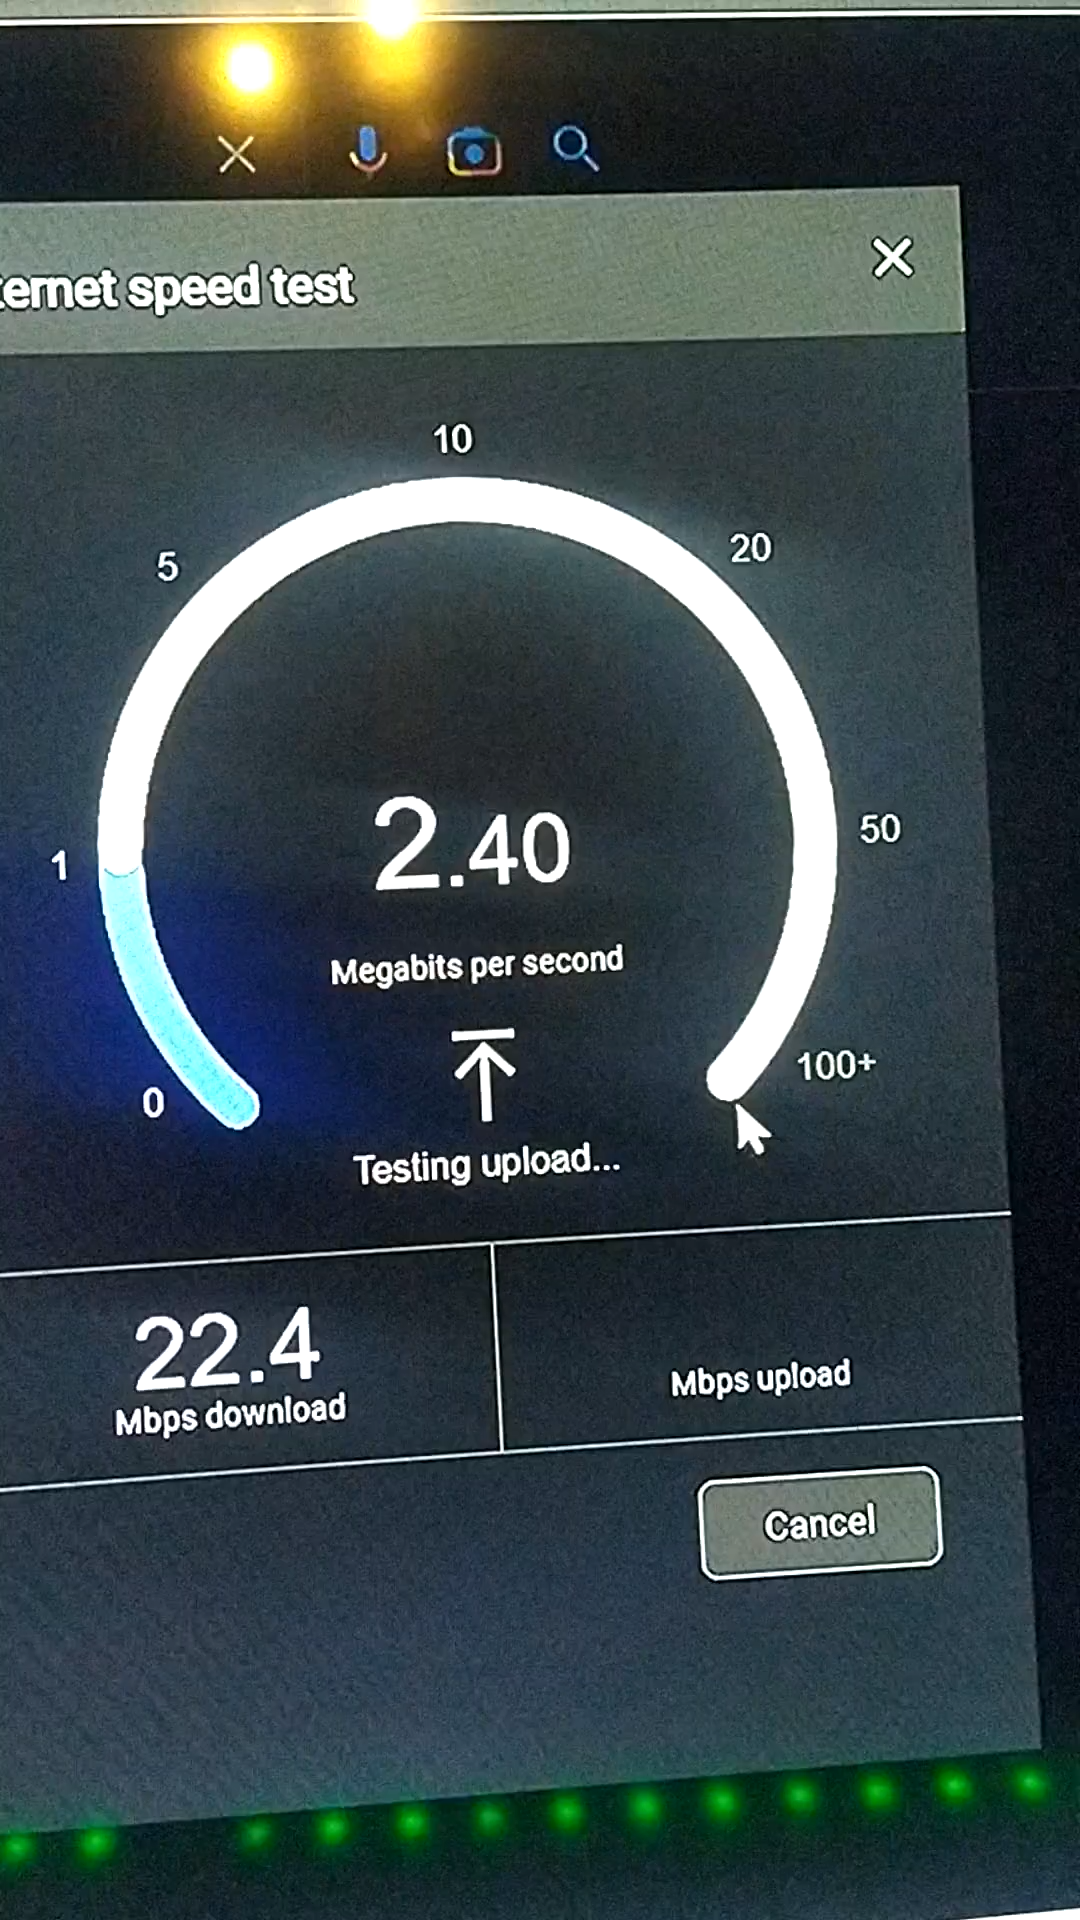 ternet speed test
10
5
20
2.40
1
50
Megabits per second
0
100+
Testing upload...
22.4
Mbps download
Mbps upload
Cancel